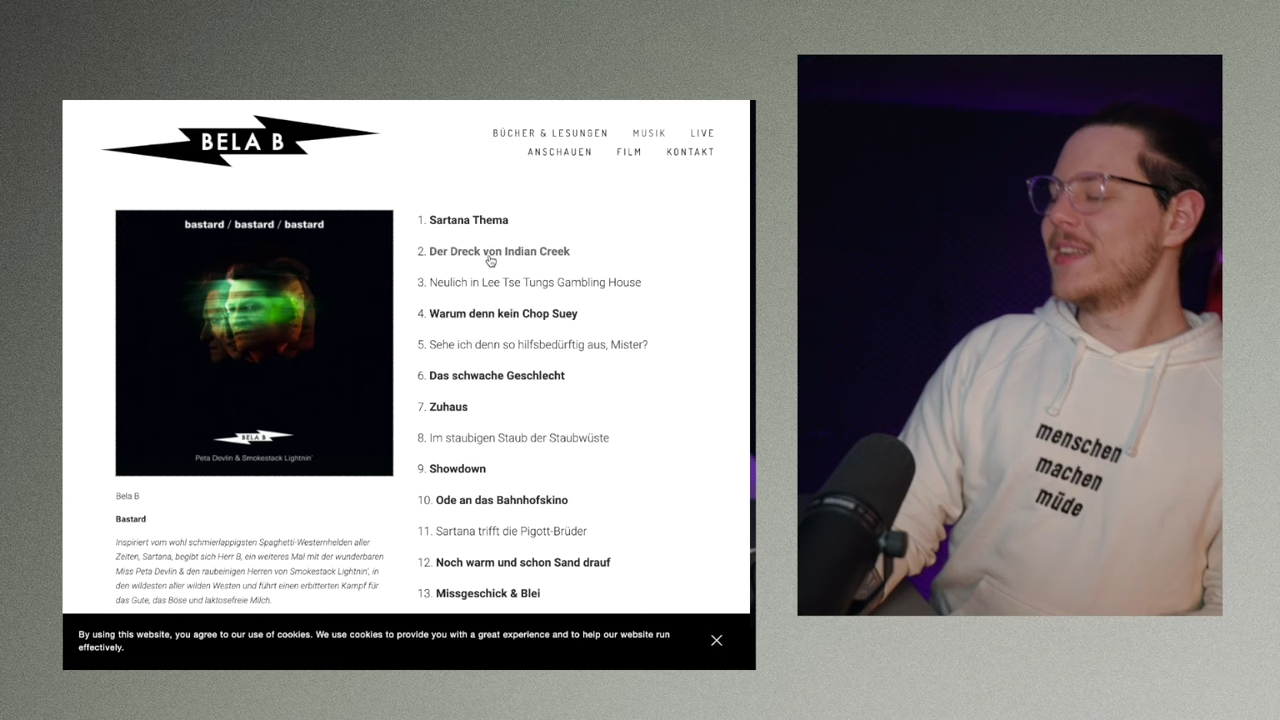 BELA B
BÜCHER & LESUNGEN MUSIK LIVE
ANSCHAUEN FILM KONTAKT
bastard / bastard / bastard
BELA B
Peta Devlin & Smokestack Lightnin'
Bela B
Bastard
Inspiriert vom wohl schmierlappigsten Spaghetti-Westernhelden aller
Zeiten, Sartana, begibt sich Herr B, ein weiteres Mal mit der wunderbaren
Miss Peta Devlin & den raubeinigen Herren von Smokestack Lightnin', in
den wildesten aller wilden Westen und führt einen erbitterten Kampf für
das Gute, das Böse und laktosefreie Milch.
1. Sartana Thema
2. Der Dreck von Indian Creek
3. Neulich in Lee Tse Tungs Gambling House
4. Warum denn kein Chop Suey
5. Sehe ich denn so hilfsbedürftig aus, Mister?
6. Das schwache Geschlecht
7. Zuhaus
8. Im staubigen Staub der Staubwüste
9. Showdown
10. Ode an das Bahnhofskino
11. Sartana trifft die Pigott-Brüder
12. Noch warm und schon Sand drauf
13. Missgeschick & Blei
By using this website, you agree to our use of cookies. We use cookies to provide you with a great experience and to help our website run
effectively.
menschen
machen
müde